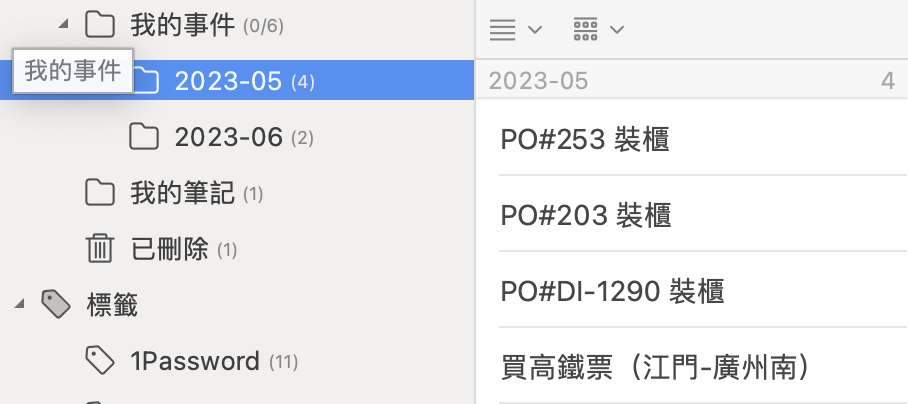 我的事件 (0/6)
我的事件
2023-05 (4)
2023-06 (2)
我的筆記 (1)
已刪除 (1)
標籤
1Password (11)
2023-05 4
PO#253 裝櫃
PO#203 裝櫃
PO#DI-1290 裝櫃
買高鐵票（江門-廣州南）